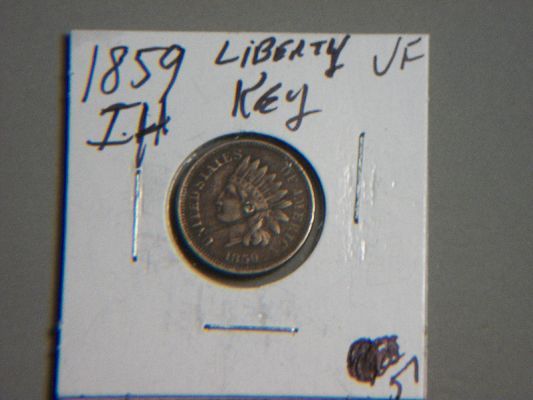 1859 LiBERTY VF
I.H KEy
UNITED STATES OF AMERICA
1859